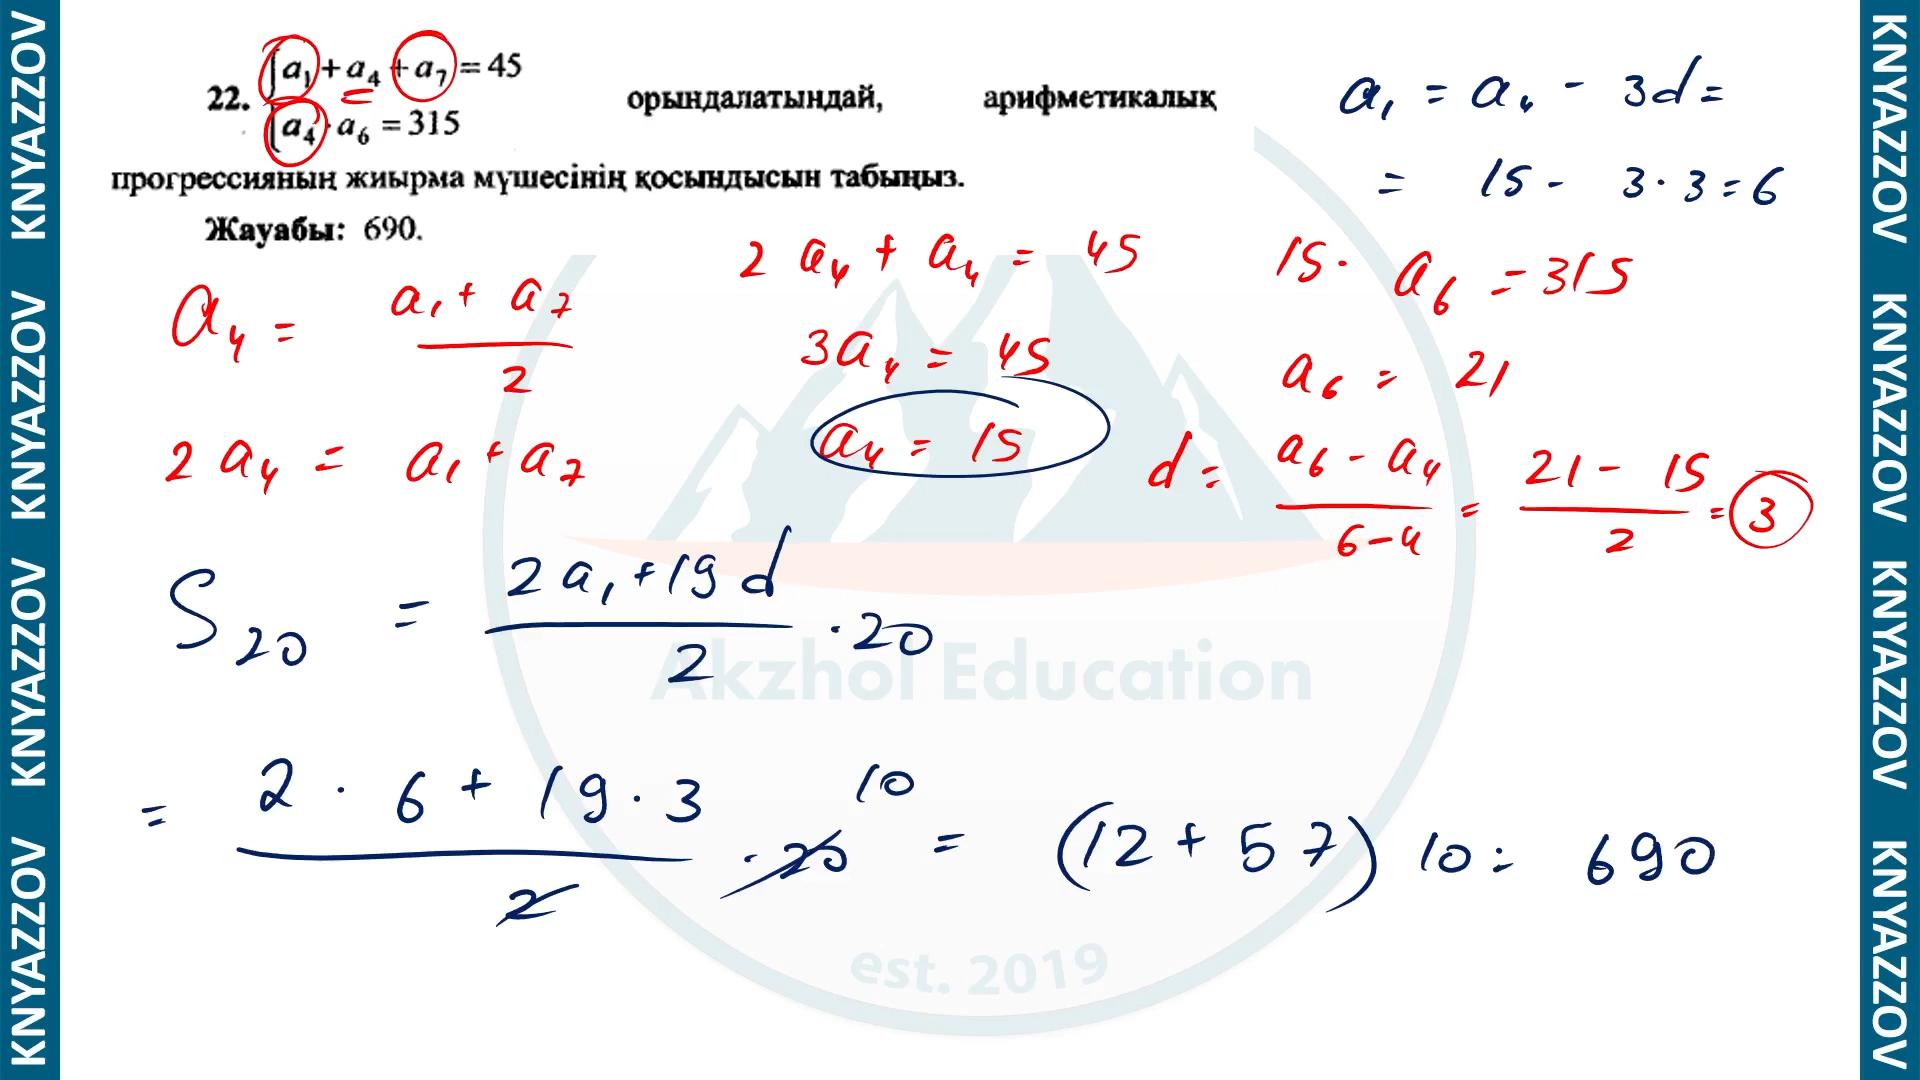 22. { a₁ + a₄ + a₇ = 45
a₄ · a₆ = 315 орындалатындай, арифметикалық
прогрессияның жиырма мүшесінің қосындысын табыңыз.
Жауабы: 690.
a₄ = (a₁ + a₇) / 2
2 a₄ = a₁ + a₇
2 a₄ + a₄ = 45
3a₄ = 45
a₄ = 15
a₁ = a₄ - 3d =
= 15 - 3·3 = 6
15 · a₆ = 315
a₆ = 21
d = (a₆ - a₄) / (6-4) = (21 - 15) / 2 = 3
S₂₀ = (2a₁ + 19d) / 2 · 20
= (2 · 6 + 19 · 3) / 2 · 20 10 = (12 + 57) 10 = 690
Akzhol Education
est. 2019
KNYAZZOV KNYAZZOV KNYAZZOV KNYAZZOV
KNYAZZOV KNYAZZOV KNYAZZOV KNYAZZOV